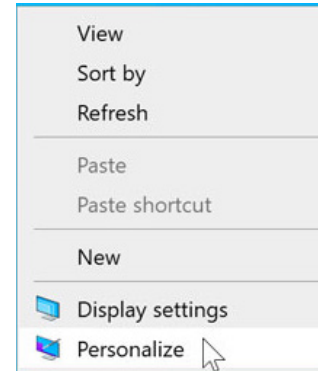 View
Sort by
Refresh
Paste
Paste shortcut
New
Display settings
Personalize